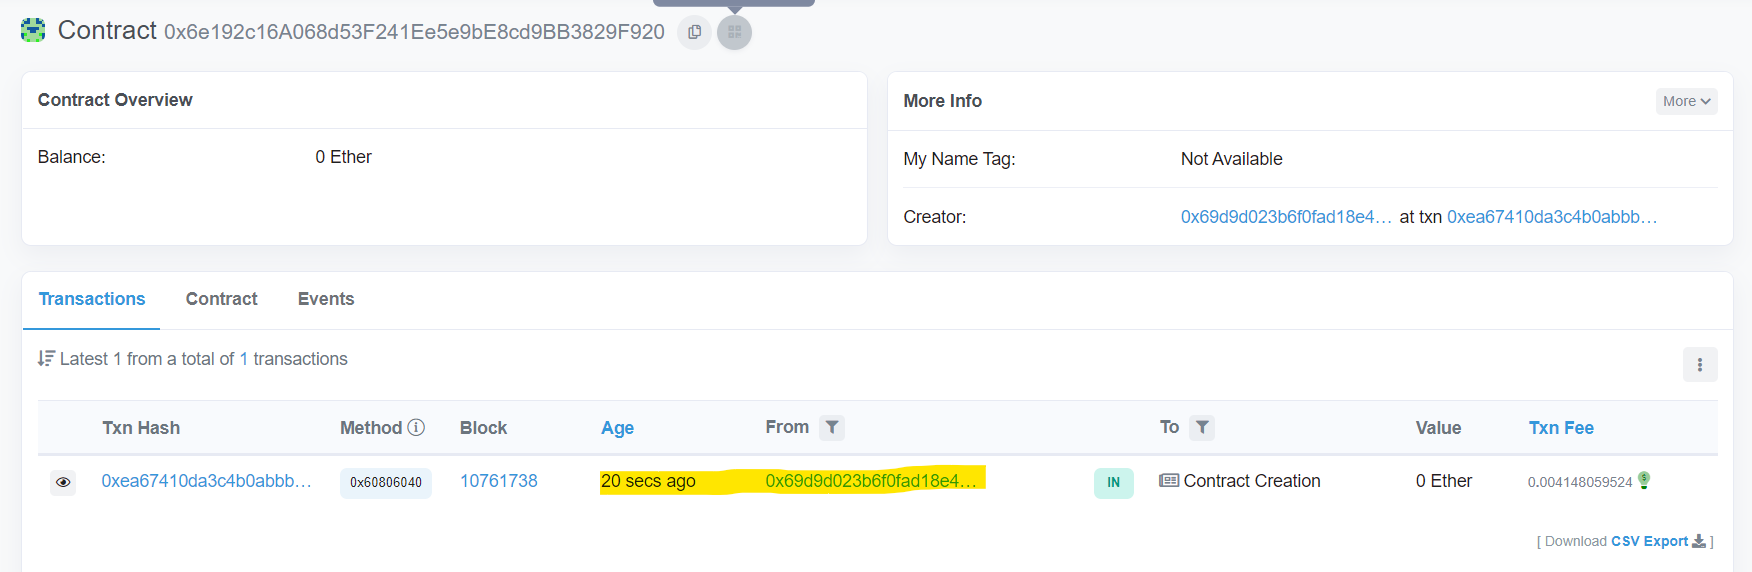 Contract 0x6e192c16A068d53F241Ee5e9bE8cd9BB3829F920
Contract Overview
Balance: 0 Ether
More Info
More
My Name Tag: Not Available
Creator: 0x69d9d023b6f0fad18e4... at txn 0xea67410da3c4b0abbb...
Transactions Contract Events
Latest 1 from a total of 1 transactions
Txn Hash Method Block Age From To Value Txn Fee
0xea67410da3c4b0abbb... 0x60806040 10761738 20 secs ago 0x69d9d023b6f0fad18e4... IN Contract Creation 0 Ether 0.004148059524
[ Download CSV Export ]